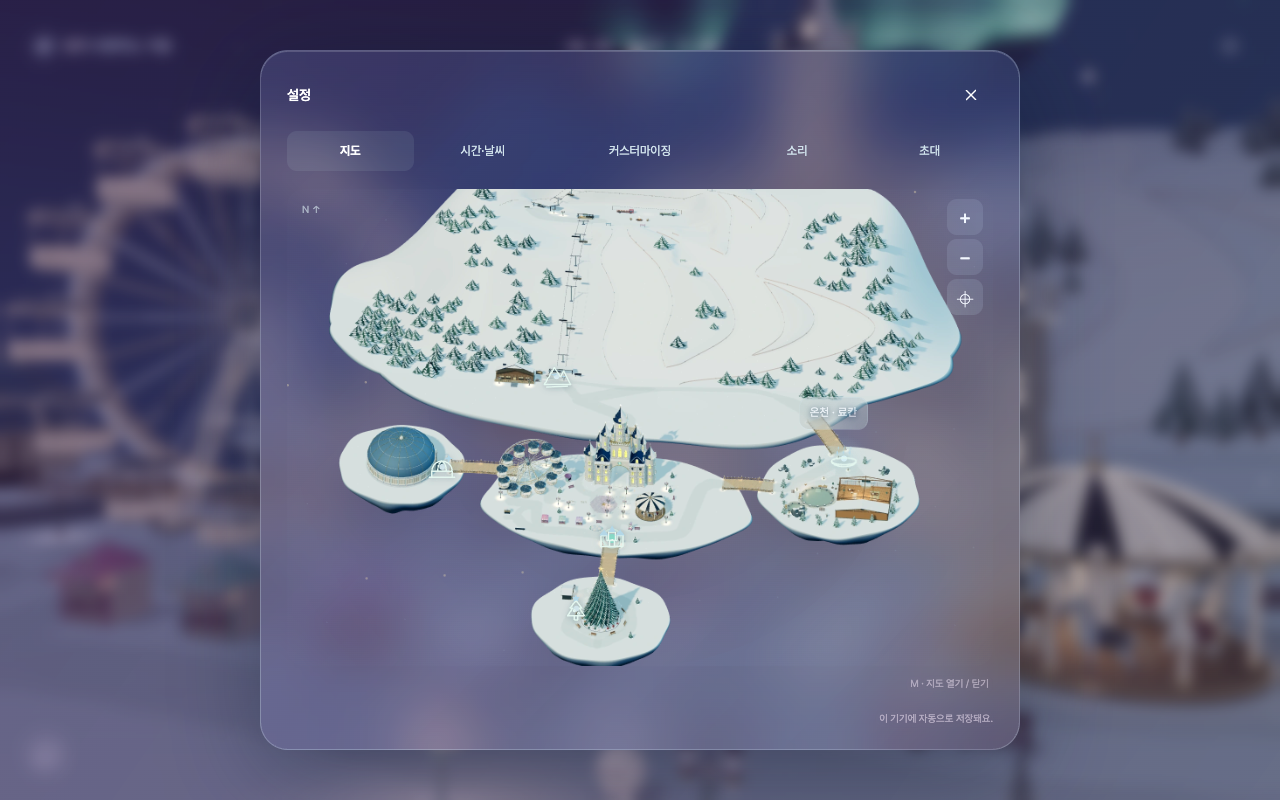 설정
지도
시간·날씨
커스터마이징
소리
초대
N ↑
온천 · 료칸
M · 지도 열기 / 닫기
이 기기에 자동으로 저장돼요.